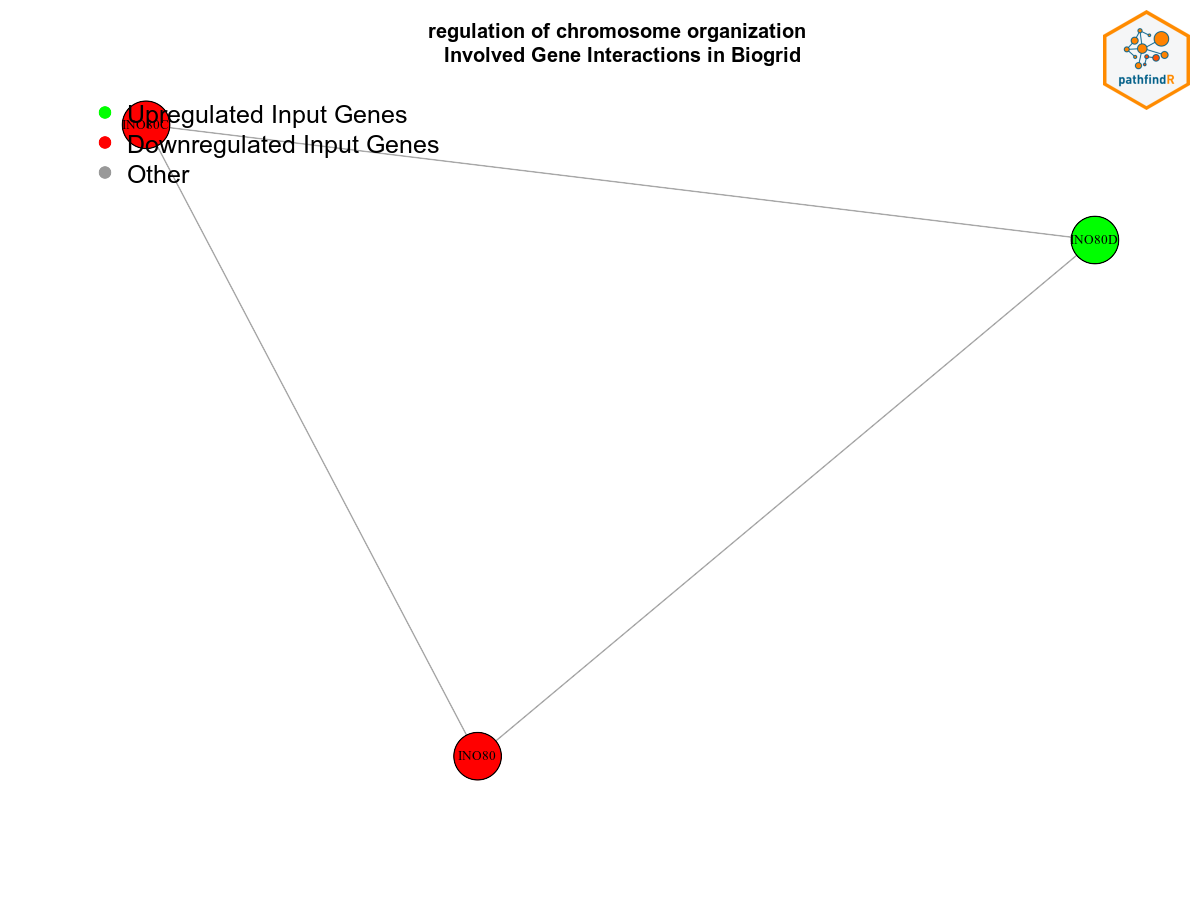 regulation of chromosome organization
Involved Gene Interactions in Biogrid
pathfindR
Upregulated Input Genes
INO80C
Downregulated Input Genes
Other
INO80D
INO80